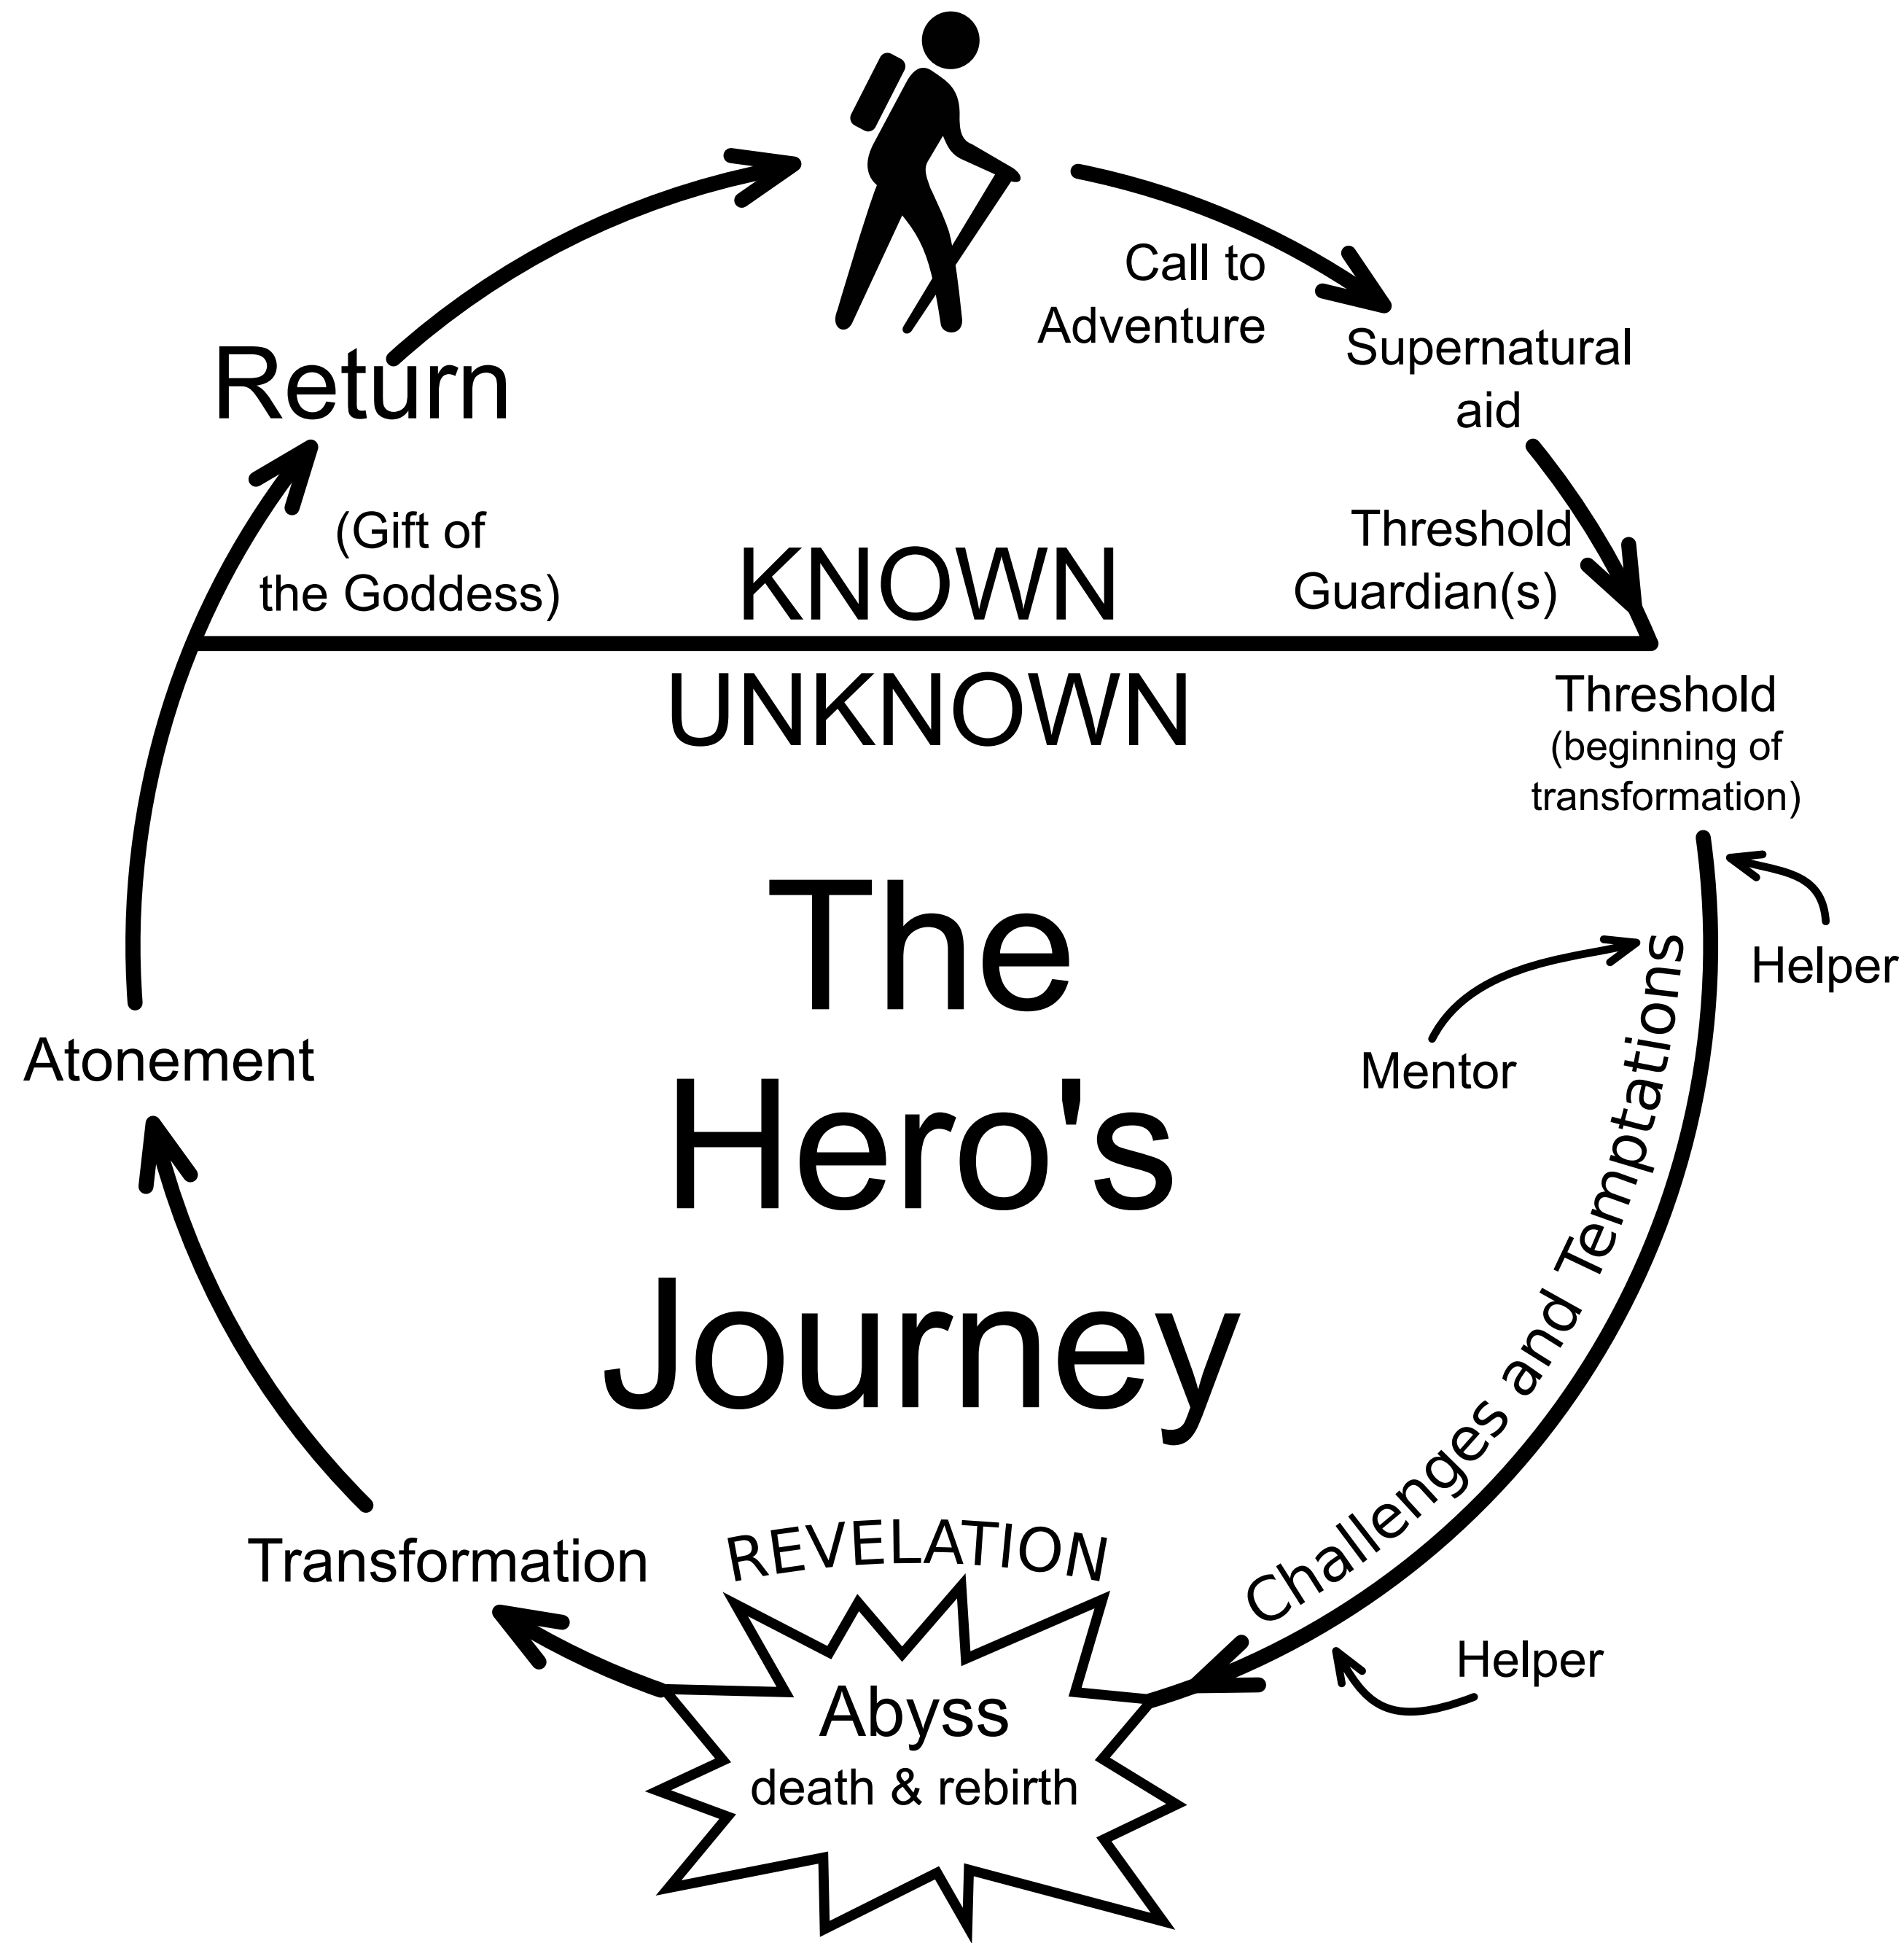 Call to
Adventure
Supernatural
aid
Return
(Gift of
the Goddess)
Threshold
Guardian(s)
KNOWN
UNKNOWN
Threshold
(beginning of
transformation)
Helper
Mentor
Challenges and Temptations
The
Hero's
Journey
Atonement
Transformation
REVELATION
Abyss
death & rebirth
Helper